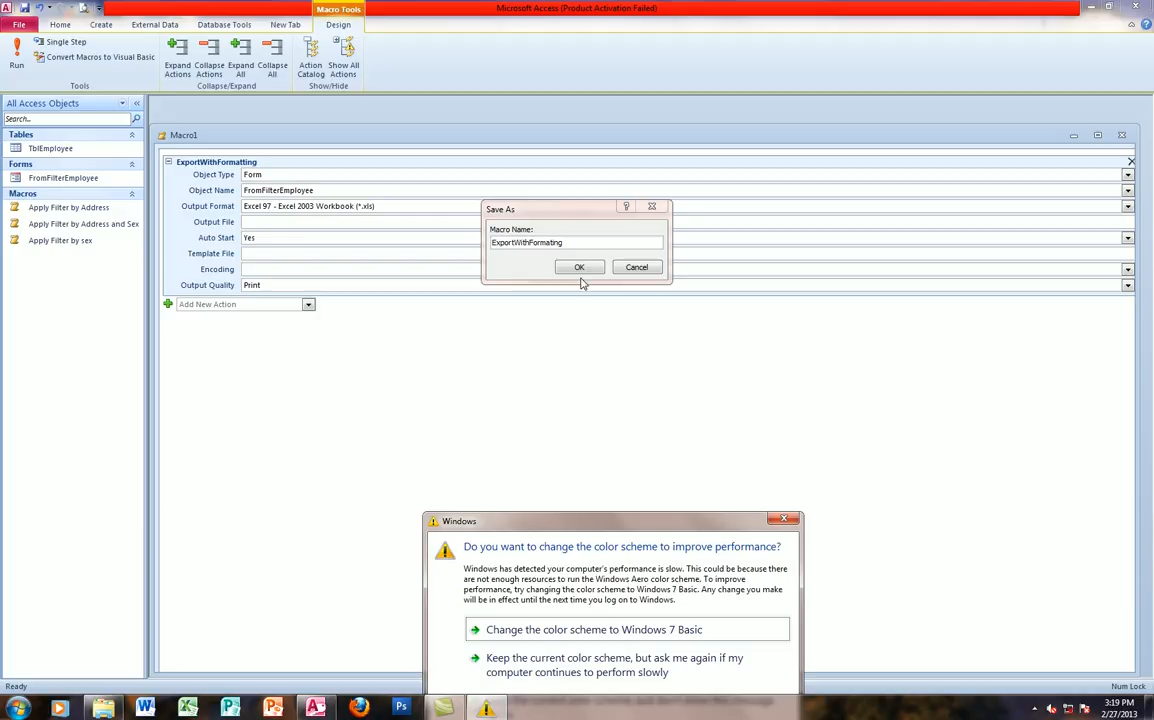 Microsoft Access (Product Activation Failed)
Macro Tools
File Home Create External Data Database Tools New Tab Design
Run
Single Step
Convert Macros to Visual Basic
Expand Actions
Collapse Actions
Expand All
Collapse All
Action Catalog
Show All Actions
Tools Collapse/Expand Show/Hide
All Access Objects
Search...
Tables
TblEmployee
Forms
FromFilterEmployee
Macros
Apply Filter by Address
Apply Filter by Address and Sex
Apply Filter by sex
Macro1
ExportWithFormatting
Object Type Form
Object Name FromFilterEmployee
Output Format Excel 97 - Excel 2003 Workbook (*.xls)
Output File
Auto Start Yes
Template File
Encoding
Output Quality Print
Add New Action
Save As
Macro Name:
ExportWithFormating
OK Cancel
Windows
Do you want to change the color scheme to improve performance?
Windows has detected your computer's performance is slow. This could be because there
are not enough resources to run the Windows Aero color scheme. To improve
performance, try changing the color scheme to Windows 7 Basic. Any change you make
will be in effect until the next time you log on to Windows.
Change the color scheme to Windows 7 Basic
Keep the current color scheme, but ask me again if my
computer continues to perform slowly
Ready Num Lock
3:19 PM
2/27/2013